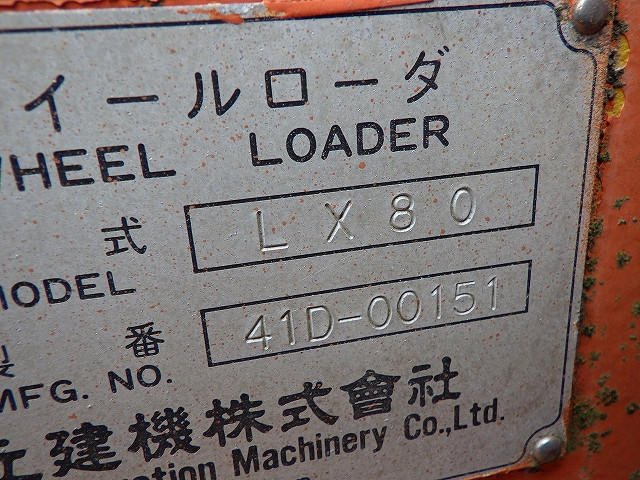 イールローダ
WHEEL LOADER
式 LX80
MODEL
番 41D-00151
MFG. NO.
建機株式會社
Machinery Co.,Ltd.